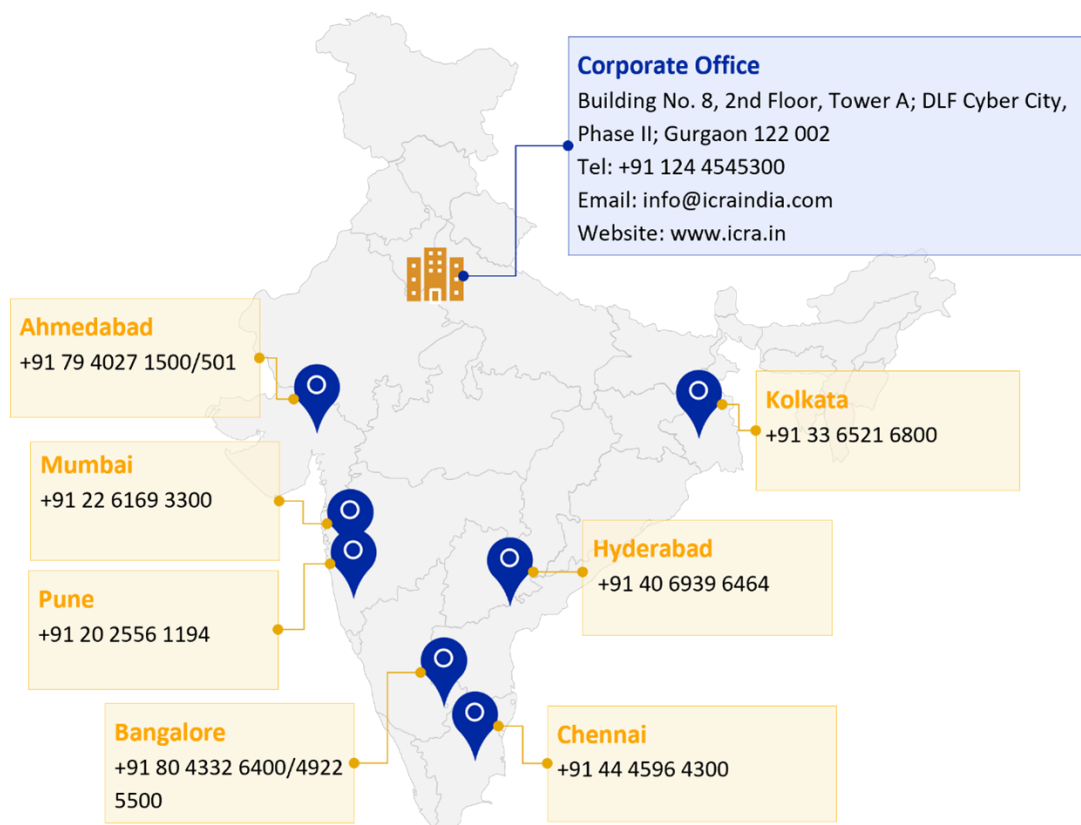 Corporate Office
Building No. 8, 2nd Floor, Tower A; DLF Cyber City,
Phase II; Gurgaon 122 002
Tel: +91 124 4545300
Email: info@icraindia.com
Website: www.icra.in
Ahmedabad
+91 79 4027 1500/501
Kolkata
+91 33 6521 6800
Mumbai
+91 22 6169 3300
Hyderabad
+91 40 6939 6464
Pune
+91 20 2556 1194
Bangalore
+91 80 4332 6400/4922
5500
Chennai
+91 44 4596 4300